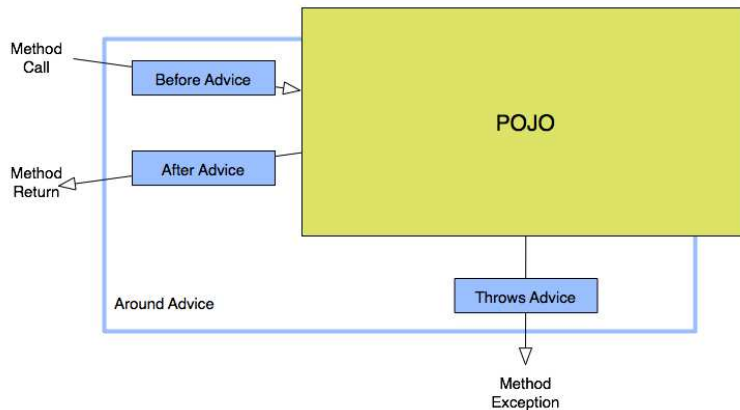 Method
Call
Before Advice
POJO
After Advice
Method
Return
Around Advice
Throws Advice
Method
Exception